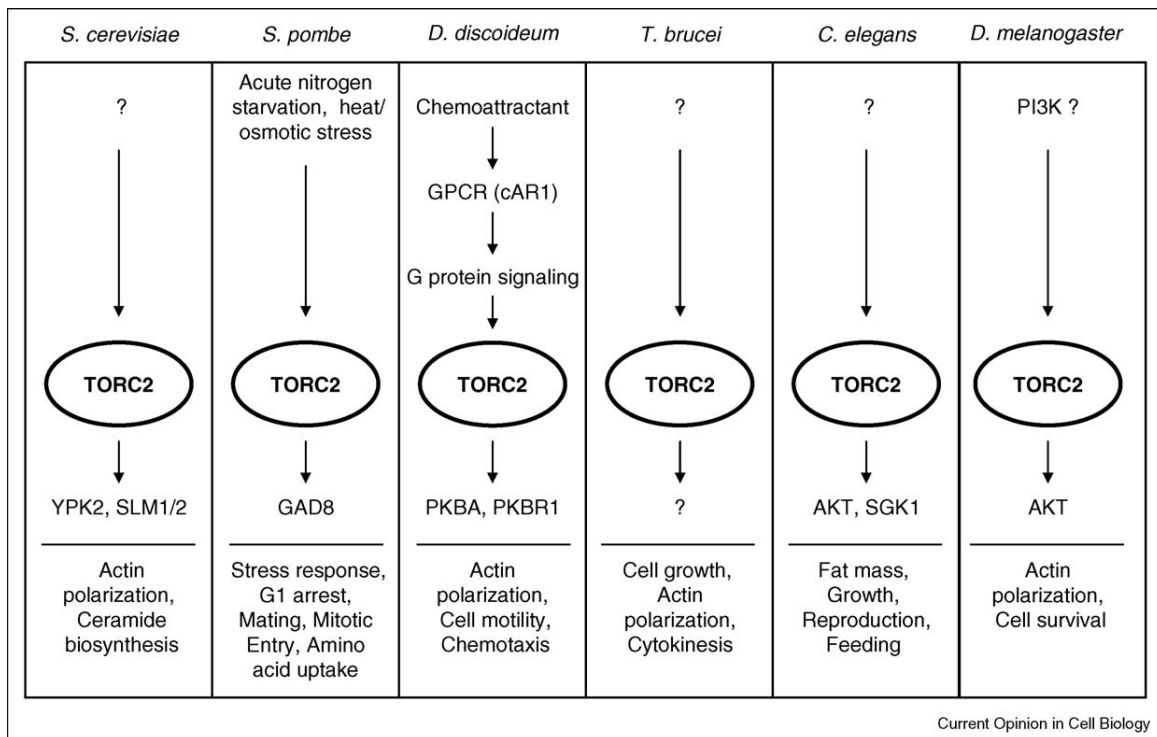 S. cerevisiae
S. pombe
D. discoideum
T. brucei
C. elegans
D. melanogaster
?
TORC2
YPK2, SLM1/2
Actin
polarization,
Ceramide
biosynthesis
Acute nitrogen
starvation, heat/
osmotic stress
TORC2
GAD8
Stress response,
G1 arrest,
Mating, Mitotic
Entry, Amino
acid uptake
Chemoattractant
GPCR (cAR1)
G protein signaling
TORC2
PKBA, PKBR1
Actin
polarization,
Cell motility,
Chemotaxis
?
TORC2
?
Cell growth,
Actin
polarization,
Cytokinesis
?
TORC2
AKT, SGK1
Fat mass,
Growth,
Reproduction,
Feeding
PI3K ?
TORC2
AKT
Actin
polarization,
Cell survival
Current Opinion in Cell Biology